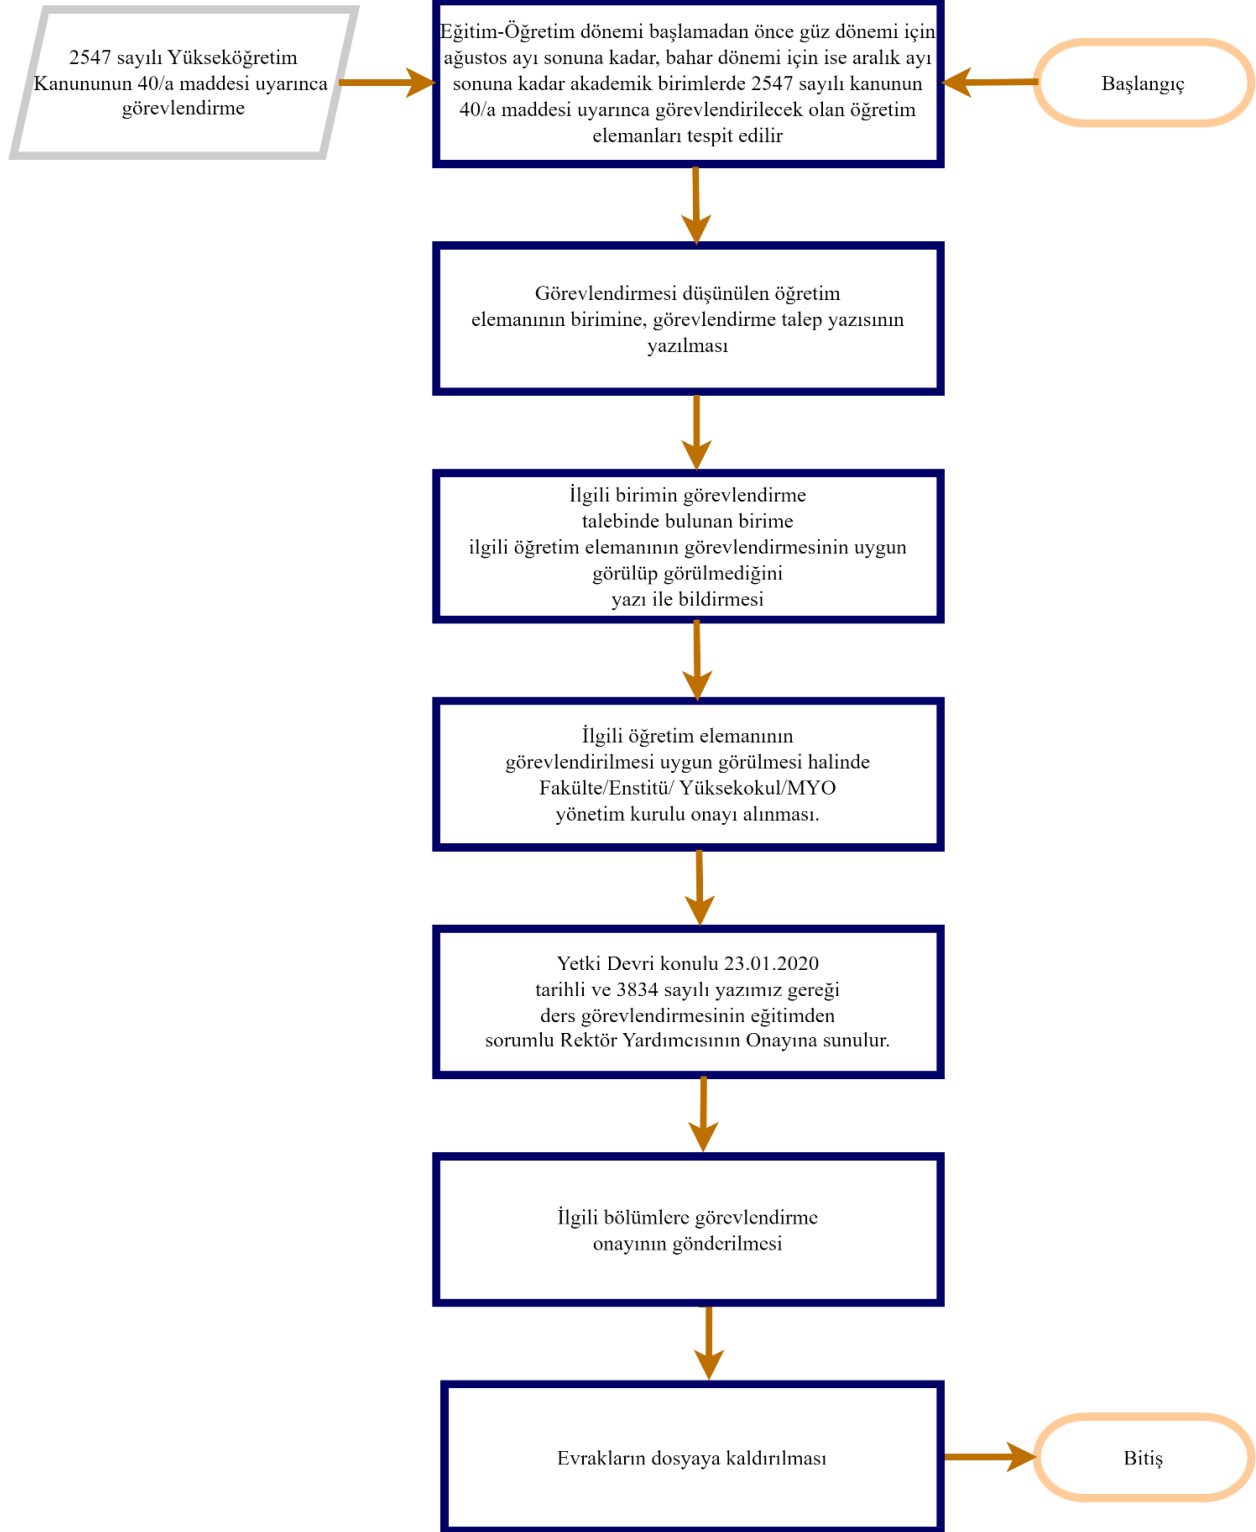 2547 sayılı Yükseköğretim
Kanununun 40/a maddesi uyarınca
görevlendirme
Eğitim-Öğretim dönemi başlamadan önce güz dönemi için
ağustos ayı sonuna kadar, bahar dönemi için ise aralık ayı
sonuna kadar akademik birimlerde 2547 sayılı kanunun
40/a maddesi uyarınca görevlendirilecek olan öğretim
elemanları tespit edilir
Başlangıç
Görevlendirmesi düşünülen öğretim
elemanının birimine, görevlendirme talep yazısının
yazılması
İlgili birimin görevlendirme
talebinde bulunan birime
ilgili öğretim elemanının görevlendirmesinin uygun
görülüp görülmediğini
yazı ile bildirmesi
İlgili öğretim elemanının
görevlendirilmesi uygun görülmesi halinde
Fakülte/Enstitü/ Yüksekokul/MYO
yönetim kurulu onayı alınması.
Yetki Devri konulu 23.01.2020
tarihli ve 3834 sayılı yazımız gereği
ders görevlendirmesinin eğitimden
sorumlu Rektör Yardımcısının Onayına sunulur.
İlgili bölümlere görevlendirme
onayının gönderilmesi
Evrakların dosyaya kaldırılması
Bitiş